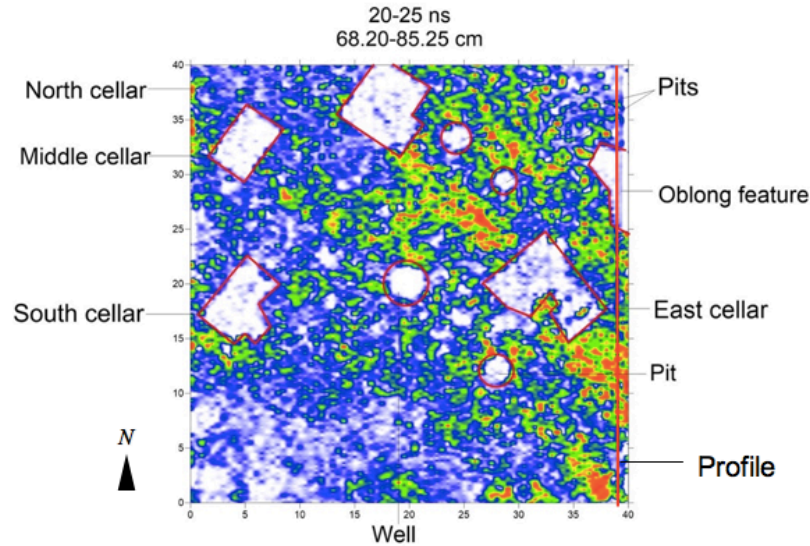 20-25 ns
68.20-85.25 cm
40
North cellar
Pits
35
Middle cellar
30
Oblong feature
25
20
South cellar
East cellar
15
Pit
10
N
5
Profile
0
0 5 10 15 20 25 30 35 40
Well